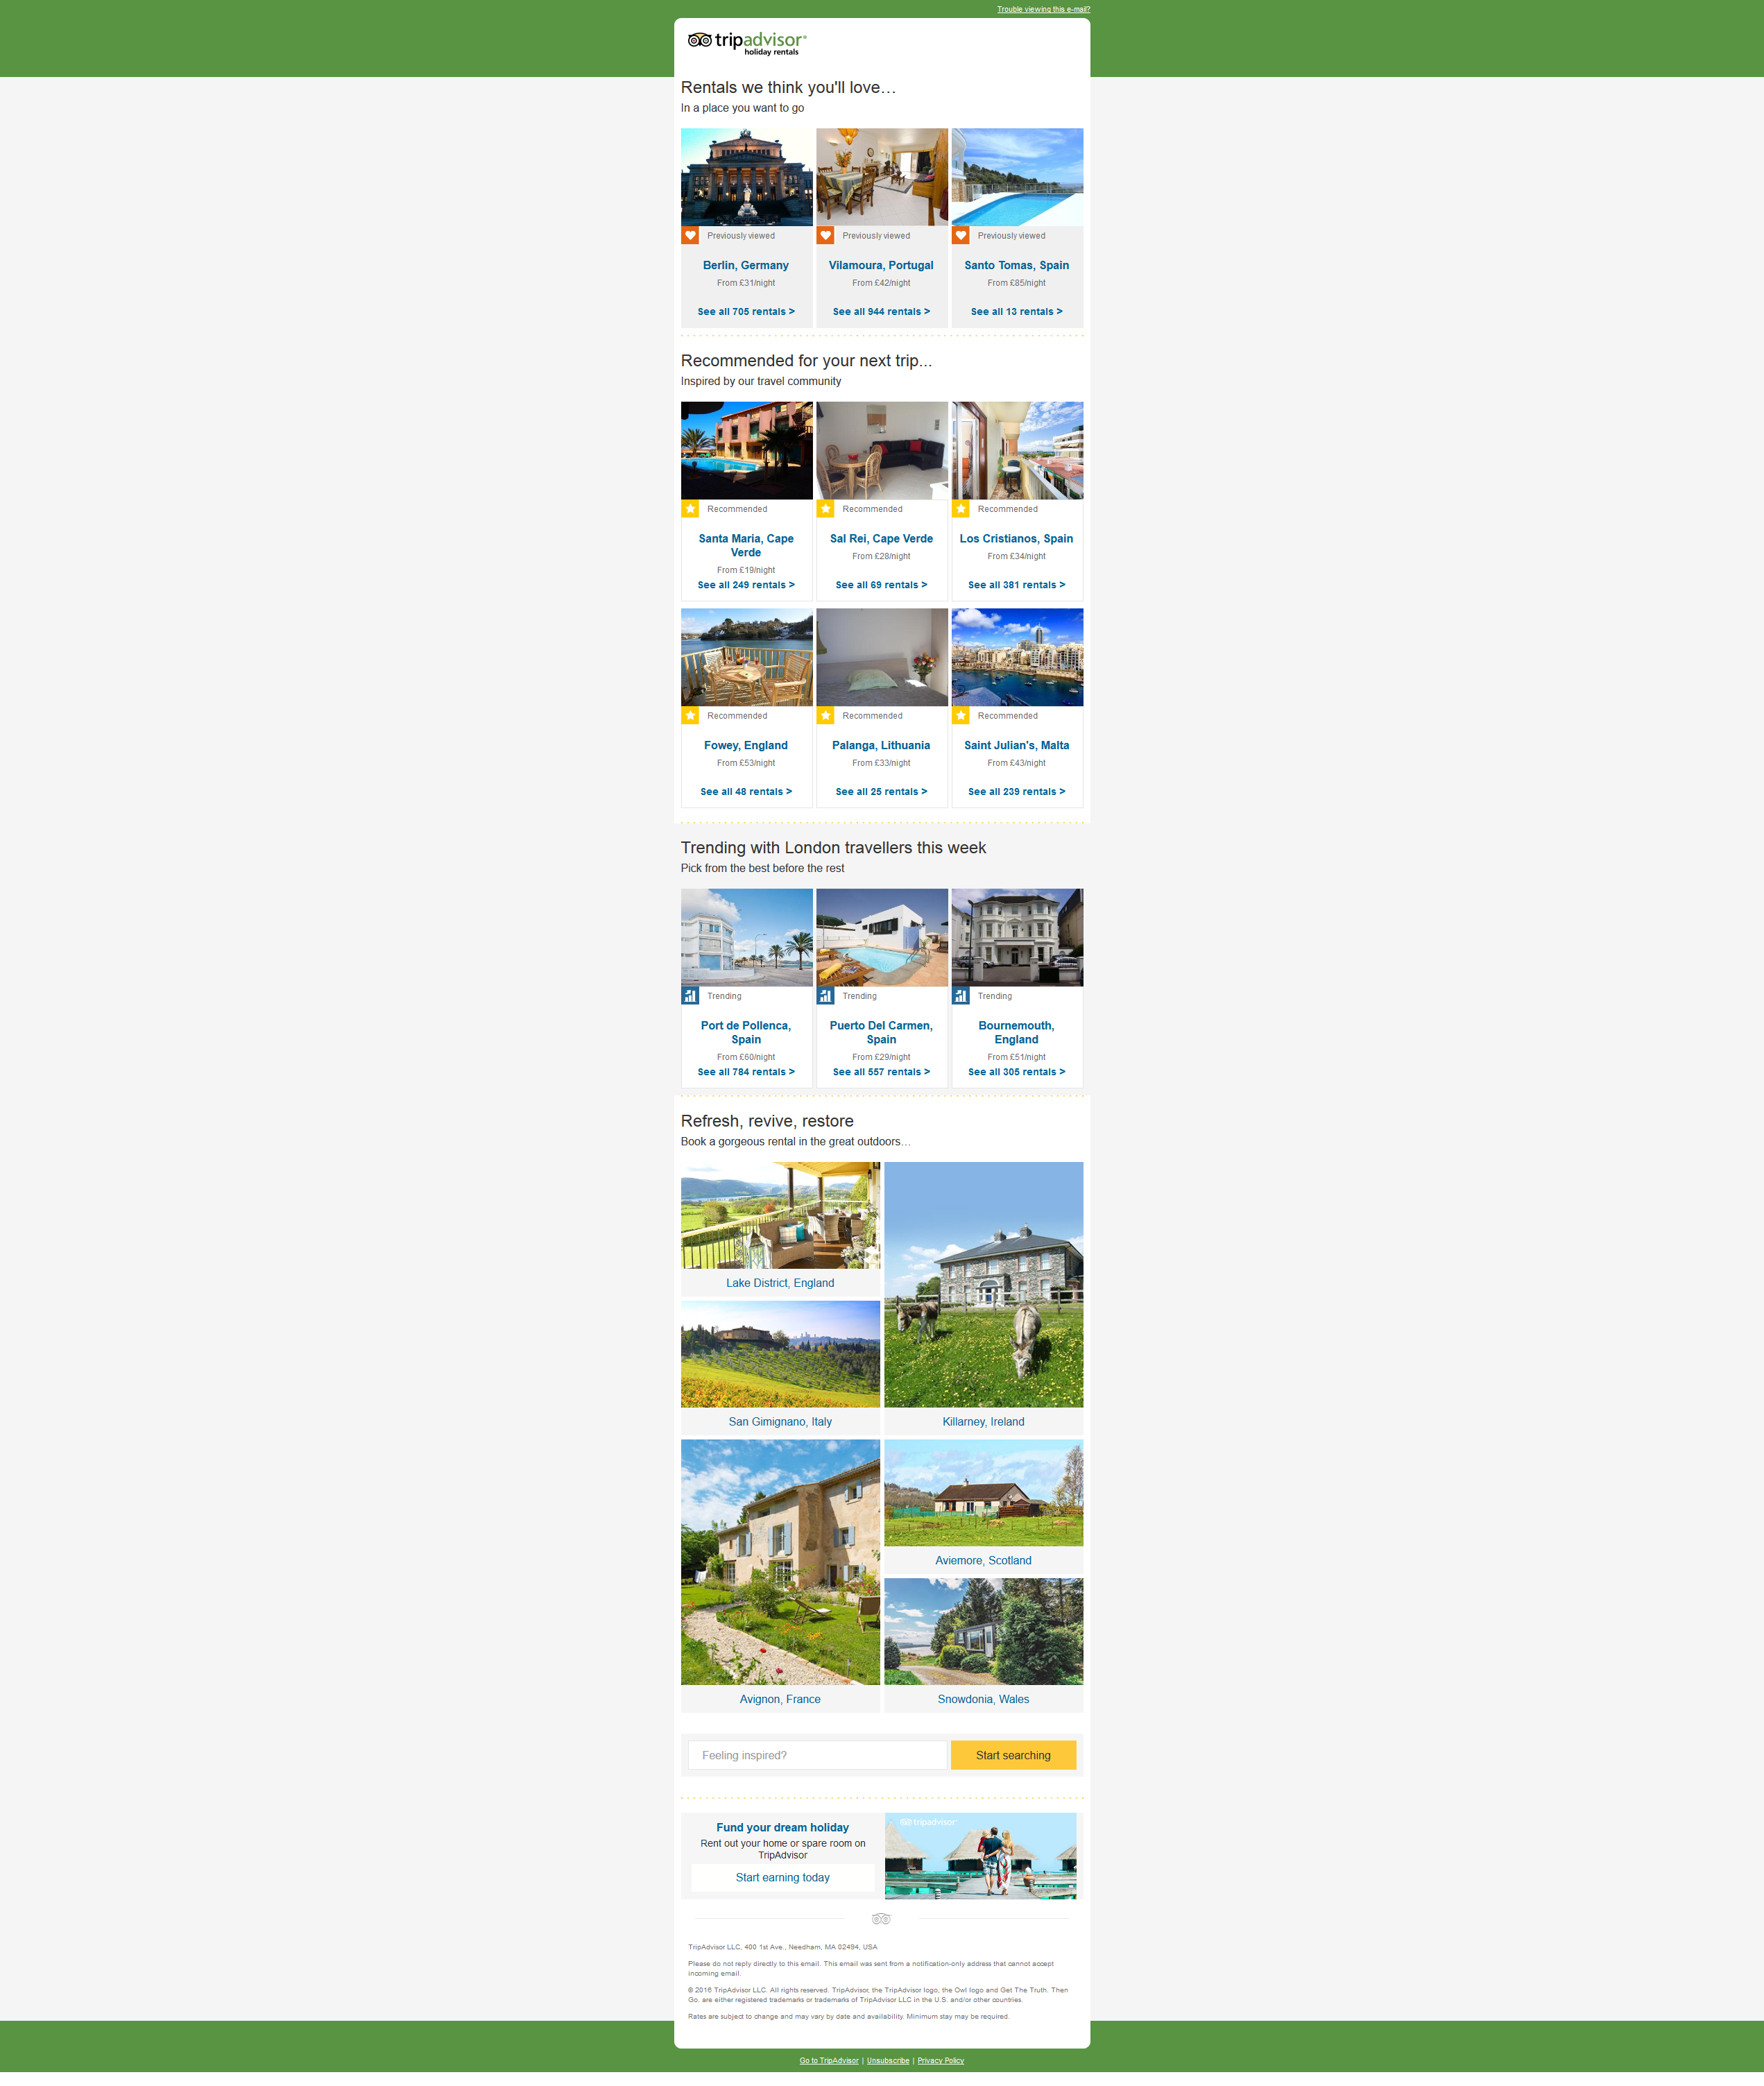 Trouble viewing this e-mail?
tripadvisor®
holiday rentals
Rentals we think you'll love…
In a place you want to go
Previously viewed
Berlin, Germany
From £31/night
See all 705 rentals >
Previously viewed
Vilamoura, Portugal
From £42/night
See all 944 rentals >
Previously viewed
Santo Tomas, Spain
From £85/night
See all 13 rentals >
Recommended for your next trip...
Inspired by our travel community
Recommended
Santa Maria, Cape
Verde
From £19/night
See all 249 rentals >
Recommended
Sal Rei, Cape Verde
From £28/night
See all 69 rentals >
Recommended
Los Cristianos, Spain
From £34/night
See all 381 rentals >
Recommended
Fowey, England
From £53/night
See all 48 rentals >
Recommended
Palanga, Lithuania
From £33/night
See all 25 rentals >
Recommended
Saint Julian's, Malta
From £43/night
See all 239 rentals >
Trending with London travellers this week
Pick from the best before the rest
Trending
Port de Pollenca,
Spain
From £60/night
See all 784 rentals >
Trending
Puerto Del Carmen,
Spain
From £29/night
See all 557 rentals >
Trending
Bournemouth,
England
From £51/night
See all 305 rentals >
Refresh, revive, restore
Book a gorgeous rental in the great outdoors…
Lake District, England
San Gimignano, Italy
Killarney, Ireland
Avignon, France
Aviemore, Scotland
Snowdonia, Wales
Feeling inspired?
Start searching
Fund your dream holiday
Rent out your home or spare room on
TripAdvisor
Start earning today
tripadvisor
TripAdvisor LLC, 400 1st Ave., Needham, MA 02494, USA
Please do not reply directly to this email. This email was sent from a notification-only address that cannot accept
incoming email.
© 2016 TripAdvisor LLC. All rights reserved. TripAdvisor, the TripAdvisor logo, the Owl logo and Get The Truth. Then
Go. are either registered trademarks or trademarks of TripAdvisor LLC in the U.S. and/or other countries.
Rates are subject to change and may vary by date and availability. Minimum stay may be required.
Go to TripAdvisor | Unsubscribe | Privacy Policy